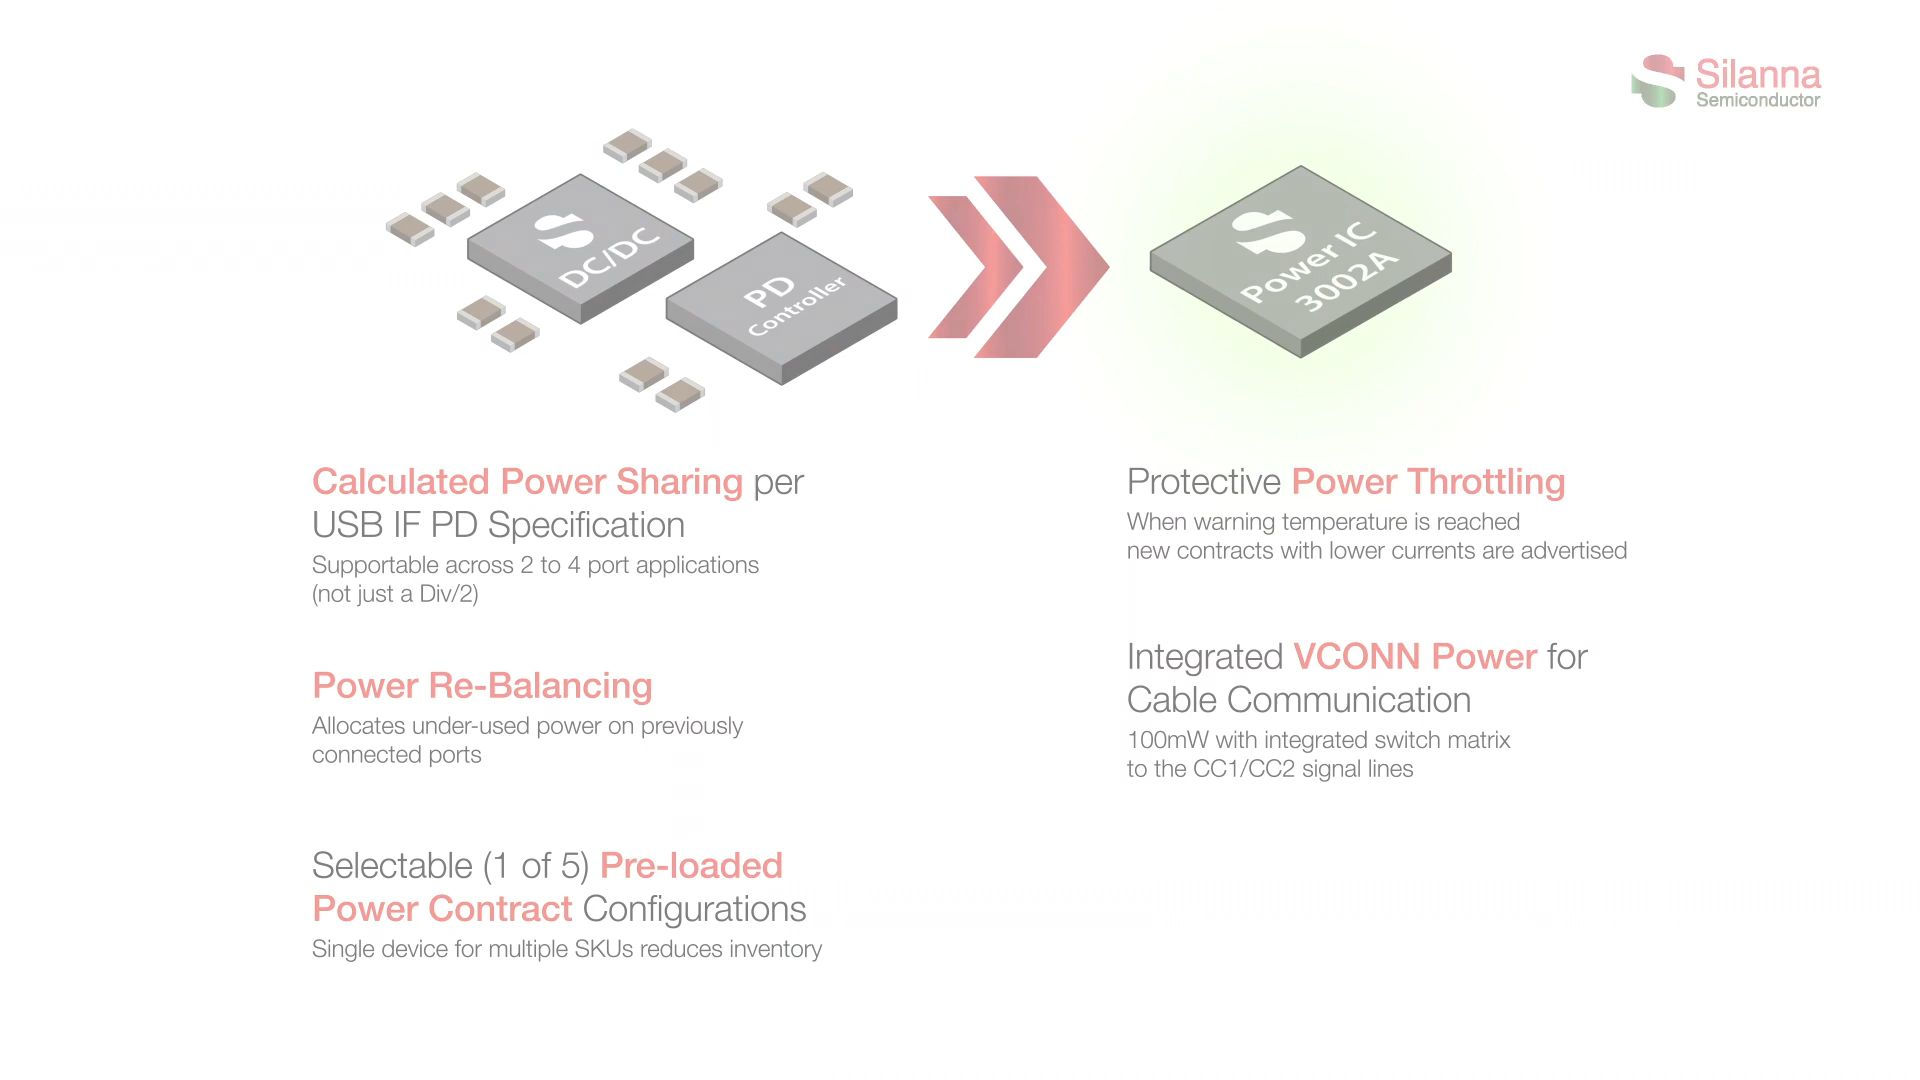 Silanna
Semiconductor
DC/DC
PD
Controller
Power IC
3002A
Calculated Power Sharing per
USB IF PD Specification
Supportable across 2 to 4 port applications
(not just a Div/2)
Power Re-Balancing
Allocates under-used power on previously
connected ports
Selectable (1 of 5) Pre-loaded
Power Contract Configurations
Single device for multiple SKUs reduces inventory
Protective Power Throttling
When warning temperature is reached
new contracts with lower currents are advertised
Integrated VCONN Power for
Cable Communication
100mW with integrated switch matrix
to the CC1/CC2 signal lines